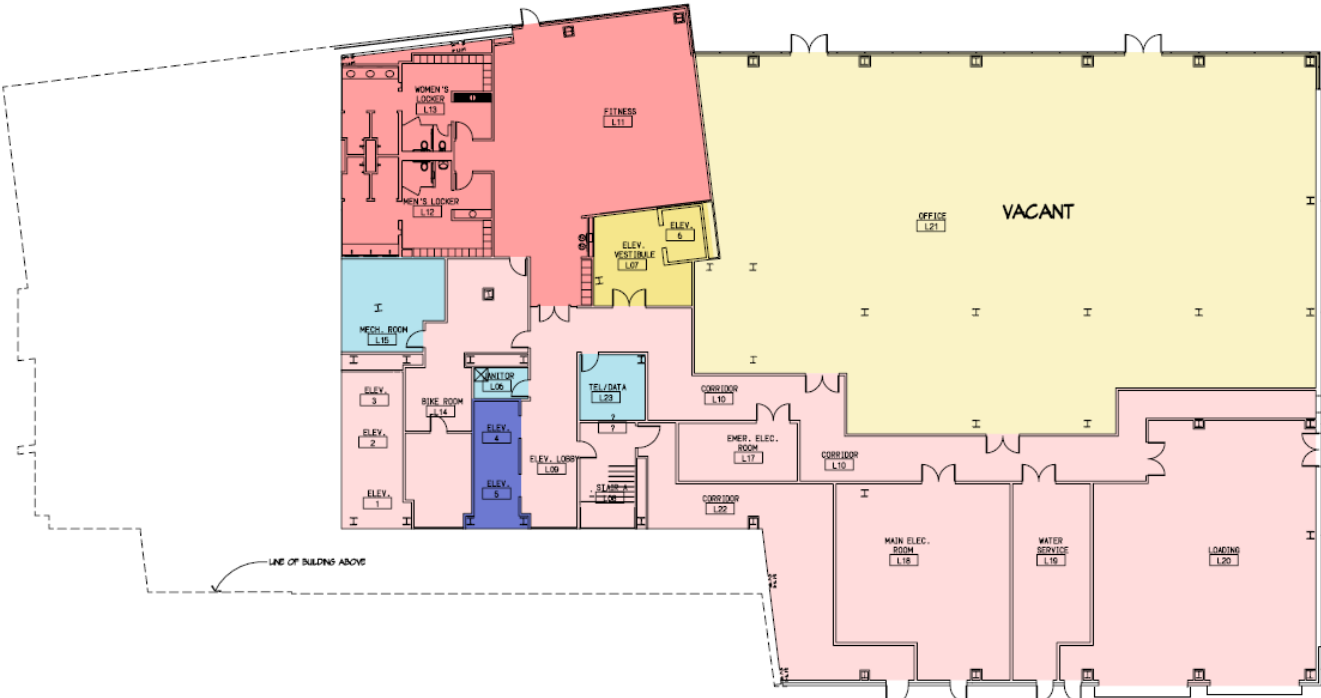 WOMEN'S
LOCKER
L13
FITNESS
L11
MEN'S LOCKER
L12
ELEV.
6
ELEV.
VESTIBULE
L07
OFFICE
L21
VACANT
MECH. ROOM
L15
ELEV.
3
ELEV.
2
ELEV.
1
BIKE ROOM
L14
JANITOR
L06
ELEV.
4
ELEV.
5
ELEV. LOBBY
L09
TEL/DATA
L23
?
?
STAIR A
L08
CORRIDOR
L10
EMER. ELEC.
ROOM
L17
CORRIDOR
L10
CORRIDOR
L22
MAIN ELEC.
ROOM
L18
WATER
SERVICE
L19
LOADING
L20
LINE OF BUILDING ABOVE